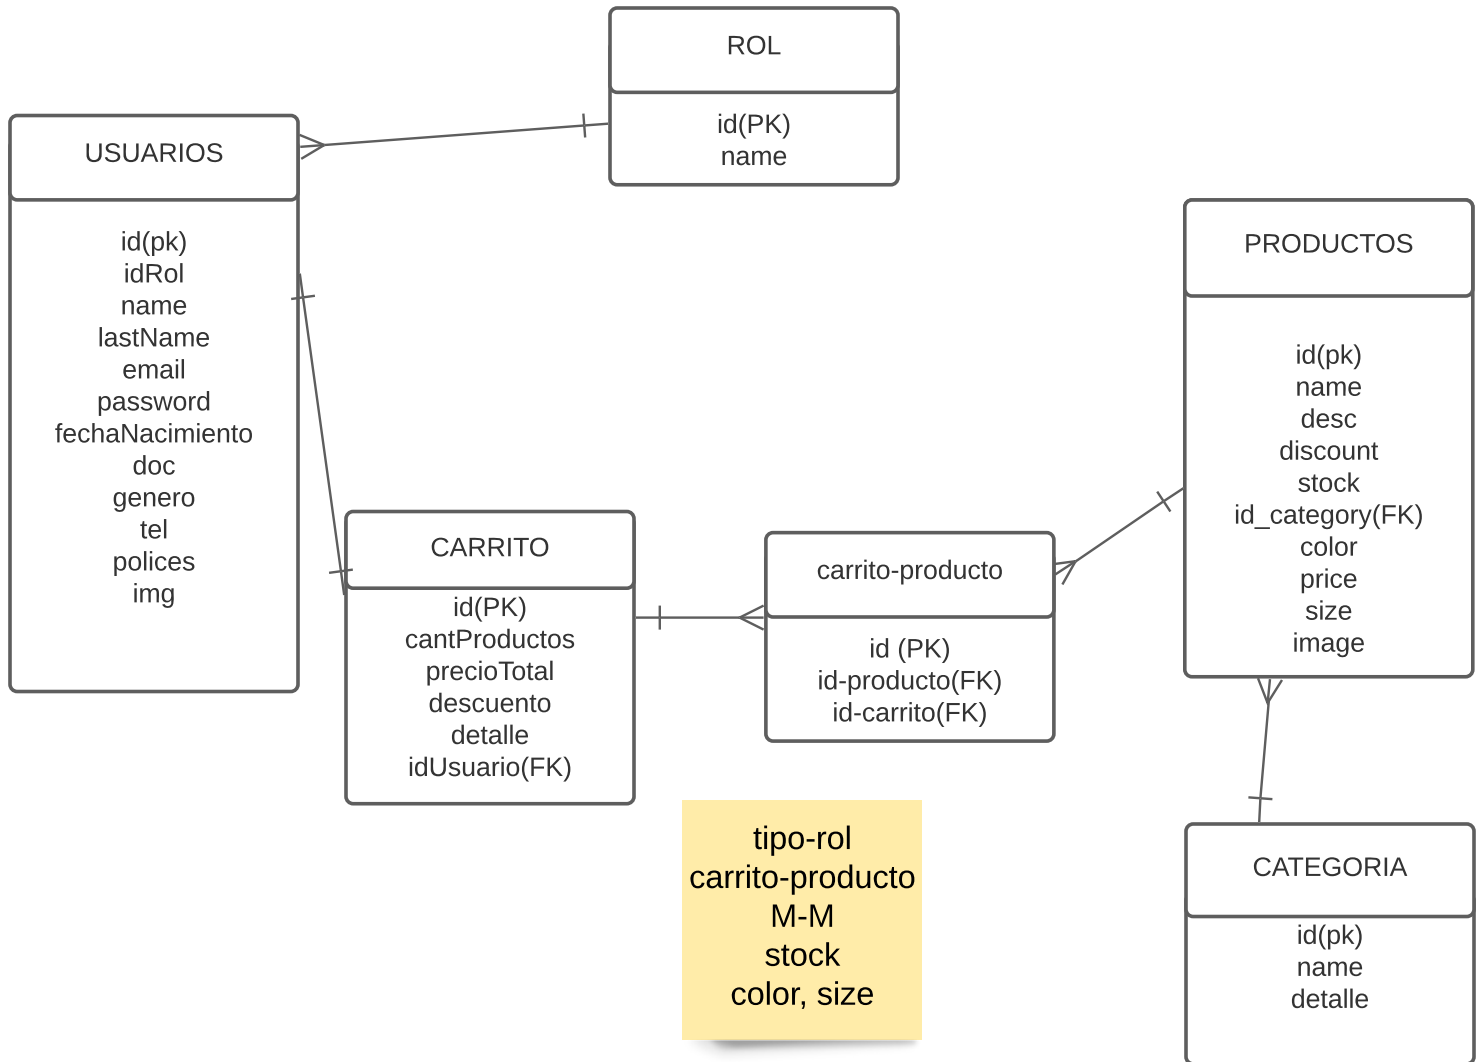 ROL
id(PK)
name
USUARIOS
id(pk)
idRol
name
lastName
email
password
fechaNacimiento
doc
genero
tel
polices
img
PRODUCTOS
id(pk)
name
desc
discount
stock
id_category(FK)
color
price
size
image
CARRITO
id(PK)
cantProductos
precioTotal
descuento
detalle
idUsuario(FK)
carrito-producto
id (PK)
id-producto(FK)
id-carrito(FK)
tipo-rol
carrito-producto
M-M
stock
color, size
CATEGORIA
id(pk)
name
detalle